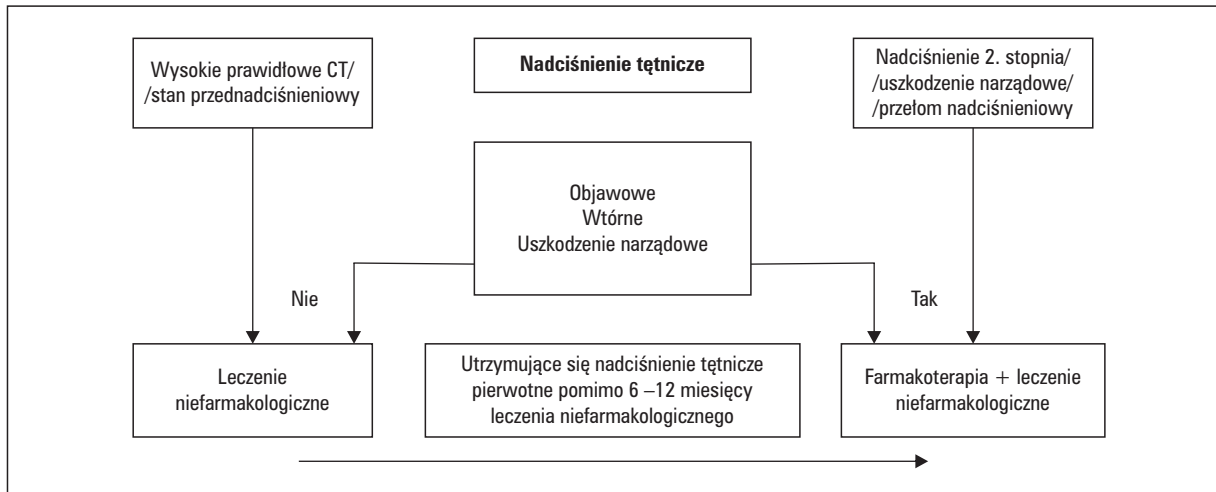 Wysokie prawidłowe CT/
/stan przednadciśnieniowy
Nadciśnienie tętnicze
Nadciśnienie 2. stopnia/
/uszkodzenie narządowe/
/przełom nadciśnieniowy
Objawowe
Wtórne
Uszkodzenie narządowe
Nie
Tak
Leczenie
niefarmakologiczne
Utrzymujące się nadciśnienie tętnicze
pierwotne pomimo 6 –12 miesięcy
leczenia niefarmakologicznego
Farmakoterapia + leczenie
niefarmakologiczne